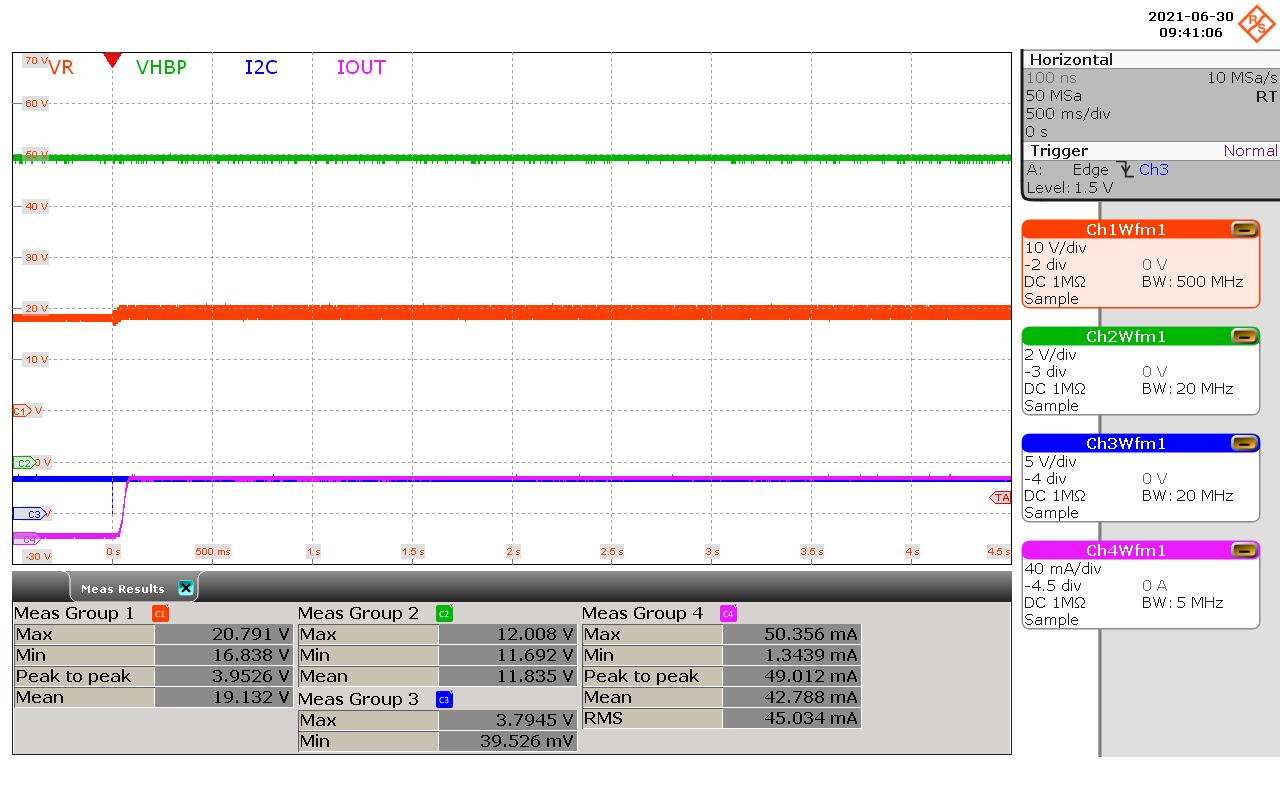 2021-06-30
09:41:06
R&S
VR VHBP I2C IOUT
70 V
60 V
50 V
40 V
30 V
20 V
10 V
C1 V
C2 0 V
C3 V
C4
-30 V
TA
0 s 500 ms 1 s 1.5 s 2 s 2.5 s 3 s 3.5 s 4 s 4.5 s
Horizontal
100 ns 10 MSa/s
50 MSa RT
500 ms/div
0 s
Trigger Normal
A: Edge Ch3
Level: 1.5 V
Ch1Wfm1
10 V/div
-2 div 0 V
DC 1MΩ BW: 500 MHz
Sample
Ch2Wfm1
2 V/div
-3 div 0 V
DC 1MΩ BW: 20 MHz
Sample
Ch3Wfm1
5 V/div
-4 div 0 V
DC 1MΩ BW: 20 MHz
Sample
Ch4Wfm1
40 mA/div
-4.5 div 0 A
DC 1MΩ BW: 5 MHz
Sample
Meas Results
Meas Group 1 C1
Max 20.791 V
Min 16.838 V
Peak to peak 3.9526 V
Mean 19.132 V
Meas Group 2 C2
Max 12.008 V
Min 11.692 V
Mean 11.835 V
Meas Group 3 C3
Max 3.7945 V
Min 39.526 mV
Meas Group 4 C4
Max 50.356 mA
Min 1.3439 mA
Peak to peak 49.012 mA
Mean 42.788 mA
RMS 45.034 mA